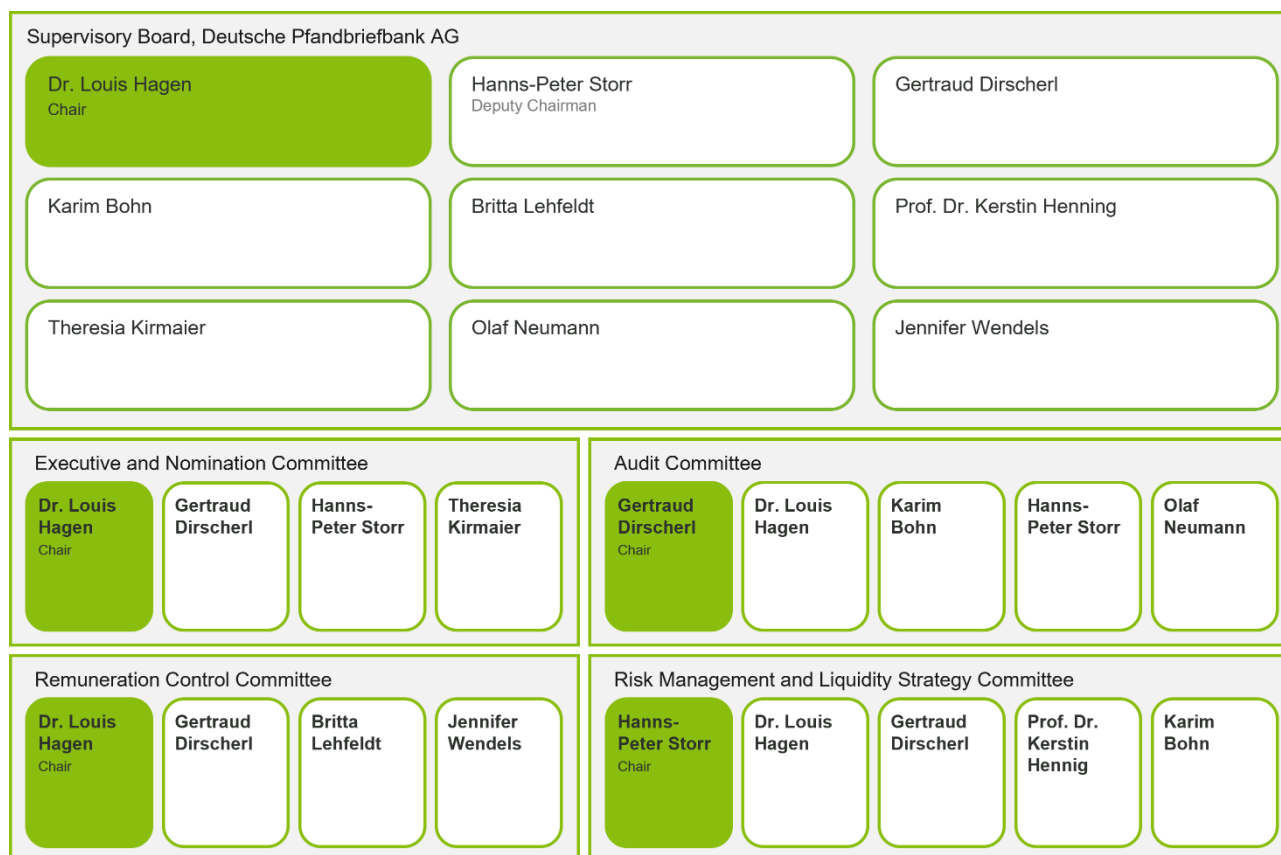 Supervisory Board, Deutsche Pfandbriefbank AG
Dr. Louis Hagen
Chair
Hanns-Peter Storr
Deputy Chairman
Gertraud Dirscherl
Karim Bohn
Britta Lehfeldt
Prof. Dr. Kerstin Henning
Theresia Kirmaier
Olaf Neumann
Jennifer Wendels
Executive and Nomination Committee
Dr. Louis
Hagen
Chair
Gertraud
Dirscherl
Hanns-
Peter Storr
Theresia
Kirmaier
Audit Committee
Gertraud
Dirscherl
Chair
Dr. Louis
Hagen
Karim
Bohn
Hanns-
Peter Storr
Olaf
Neumann
Remuneration Control Committee
Dr. Louis
Hagen
Chair
Gertraud
Dirscherl
Britta
Lehfeldt
Jennifer
Wendels
Risk Management and Liquidity Strategy Committee
Hanns-
Peter Storr
Chair
Dr. Louis
Hagen
Gertraud
Dirscherl
Prof. Dr.
Kerstin
Hennig
Karim
Bohn